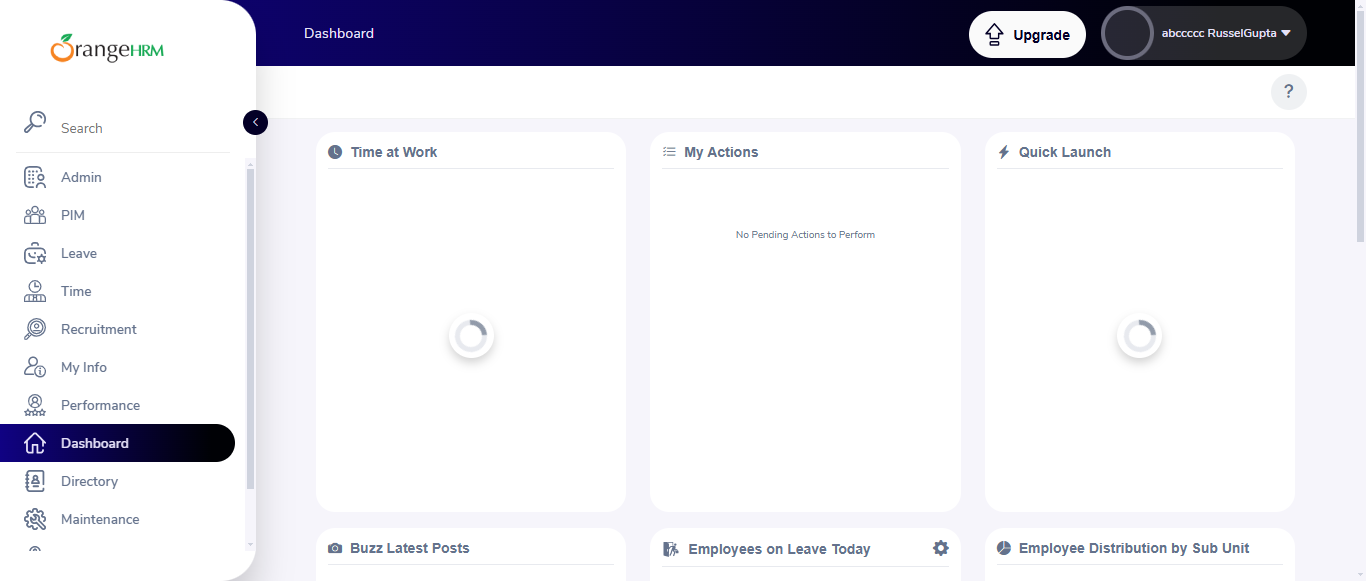 OrangeHRM
Search
Admin
PIM
Leave
Time
Recruitment
My Info
Performance
Dashboard
Directory
Maintenance
Dashboard
Upgrade
abccccc RusselGupta
?
Time at Work
My Actions
No Pending Actions to Perform
Quick Launch
Buzz Latest Posts
Employees on Leave Today
Employee Distribution by Sub Unit